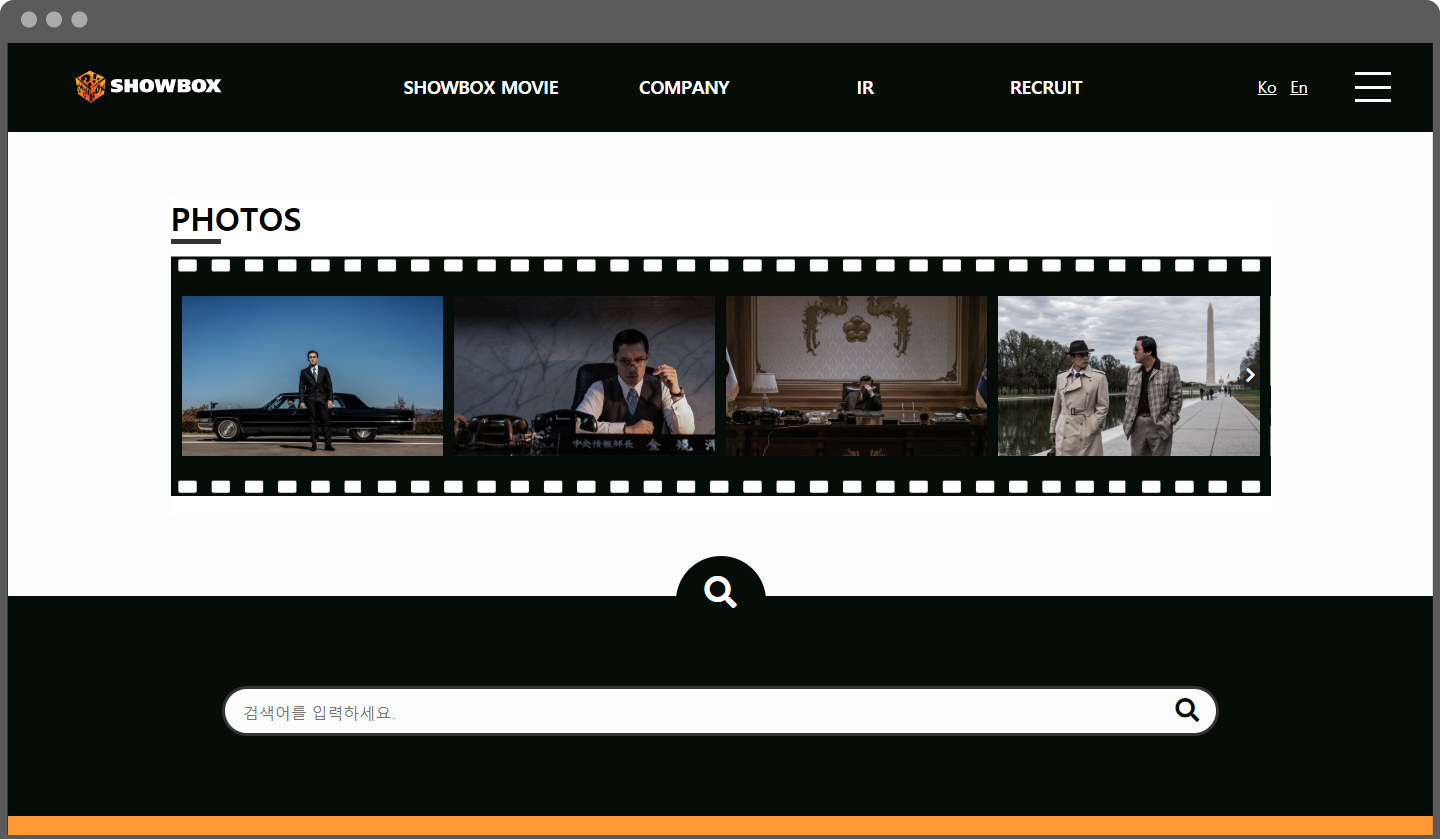 SHOWBOX
SHOWBOX MOVIE
COMPANY
IR
RECRUIT
Ko En
PHOTOS
中央情報部長 金規
검색어를 입력하세요.